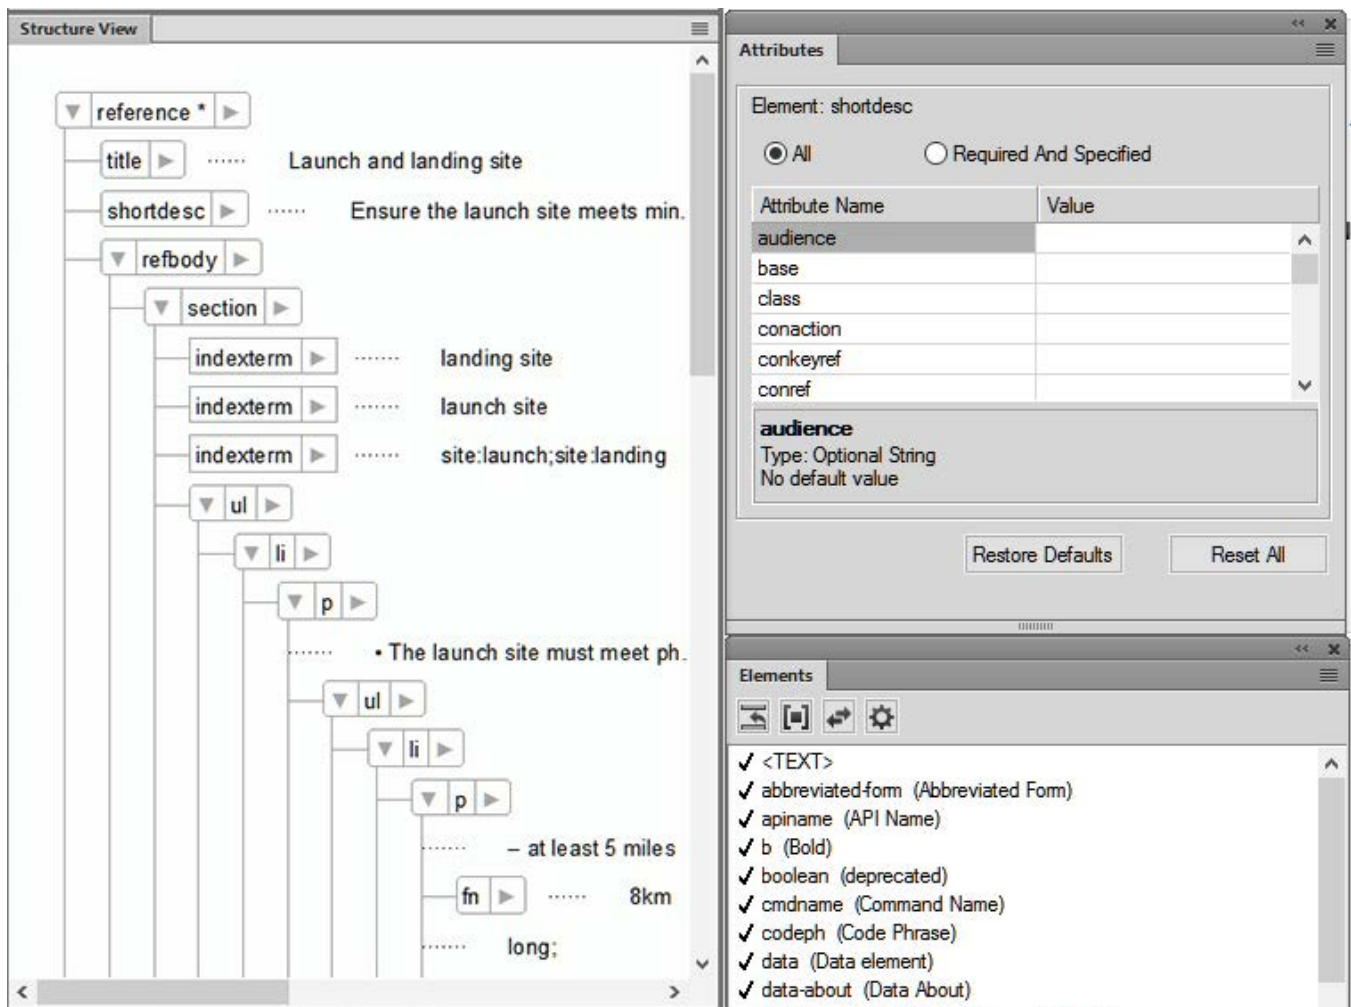 Structure View
reference *
title Launch and landing site
shortdesc Ensure the launch site meets min.
refbody
section
indexterm landing site
indexterm launch site
indexterm site:launch;site:landing
ul
li
p
• The launch site must meet ph.
ul
li
p
– at least 5 miles
fn 8km
long;
Attributes
Element: shortdesc
All Required And Specified
Attribute Name Value
audience
base
class
conaction
conkeyref
conref
audience
Type: Optional String
No default value
Restore Defaults Reset All
Elements
<TEXT>
abbreviated-form (Abbreviated Form)
apiname (API Name)
b (Bold)
boolean (deprecated)
cmdname (Command Name)
codeph (Code Phrase)
data (Data element)
data-about (Data About)